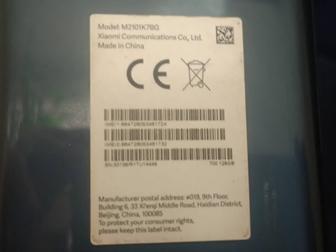 Model: M2101K7BG
Xiaomi Communications Co., Ltd.
Made in China
CE
Manufacturer postal address: #019, 9th Floor,
Building 6, 33 Xi'erqi Middle Road, Haidian District,
Beijing, China, 100085
To protect your consumer rights,
please keep this label intact.